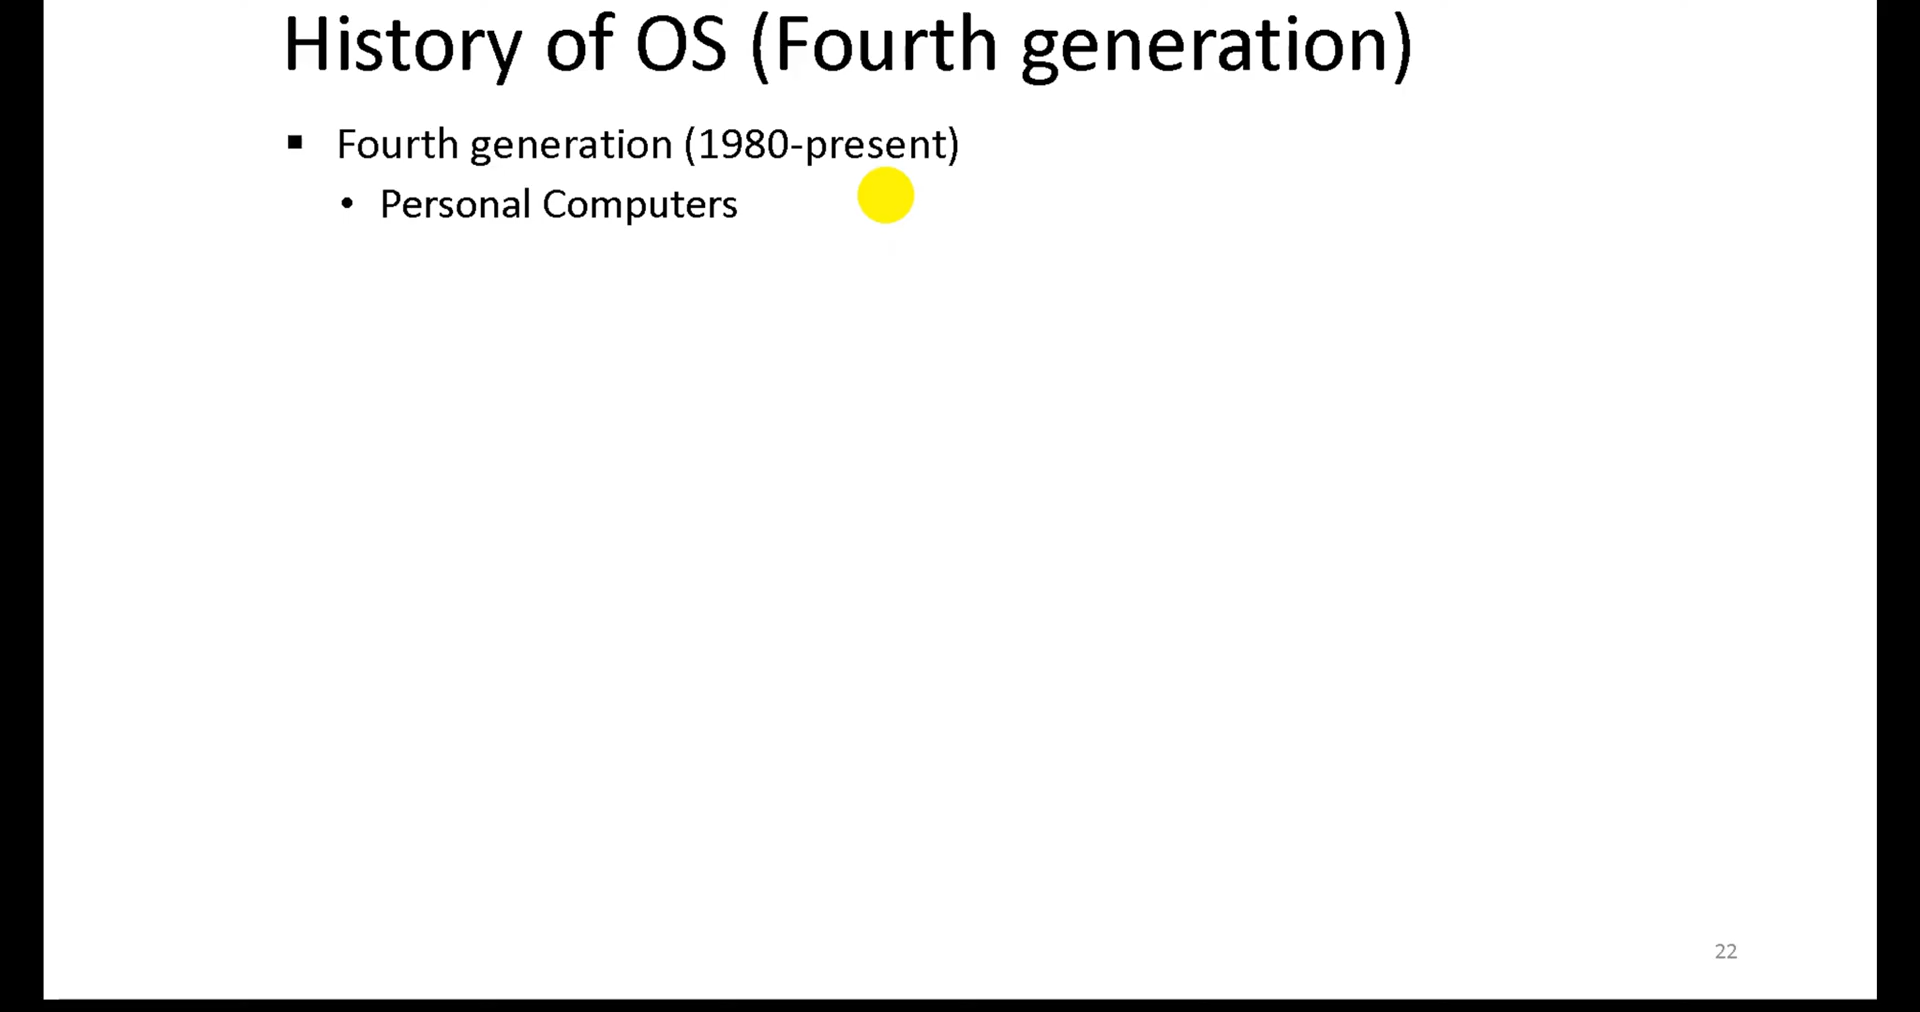 History of OS (Fourth generation)
▪ Fourth generation (1980-present)
• Personal Computers
22